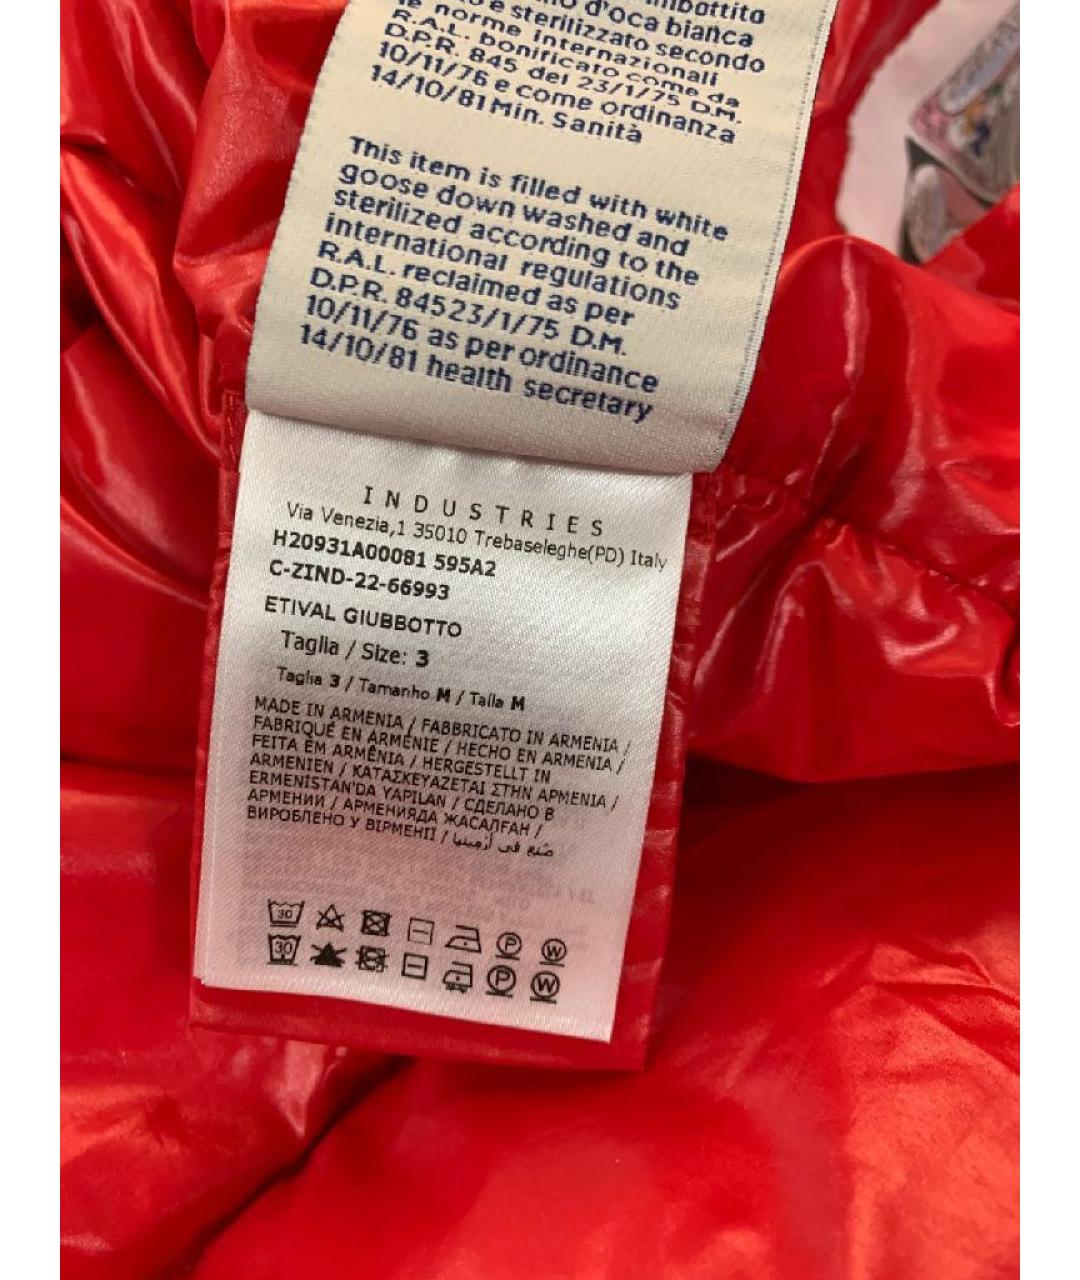 imbottito
d'oca bianca
e sterilizzato secondo
le norme internazionali
R.A.L. bonificato come da
D.P.R. 845 del 23/1/75 D.M.
10/11/76 e come ordinanza
14/10/81 Min. Sanità
This item is filled with white
goose down washed and
sterilized according to the
international regulations
R.A.L. reclaimed as per
D.P.R. 84523/1/75 D.M.
10/11/76 as per ordinance
14/10/81 health secretary
INDUSTRIES
Via Venezia,1 35010 Trebaseleghe(PD) Italy
H20931A00081 595A2
C-ZIND-22-66993
ETIVAL GIUBBOTTO
Taglia / Size: 3
Taglia 3 / Tamanho M / Talla M
MADE IN ARMENIA / FABBRICATO IN ARMENIA /
FABRIQUÉ EN ARMÉNIE / HECHO EN ARMENIA /
FEITA EM ARMÊNIA / HERGESTELLT IN
ARMENIEN / ΚΑΤΑΣΚΕΥΑΖΕΤΑΙ ΣΤΗΝ ΑΡΜΕΝΙΑ /
ERMENISTAN'DA YAPILAN / СДЕЛАНО В
АРМЕНИИ / АРМЕНИЯДА ЖАСАЛҒАН /
ВИРОБЛЕНО У ВІРМЕНІЇ / صنع في أرمينيا
30 P W
30 P W